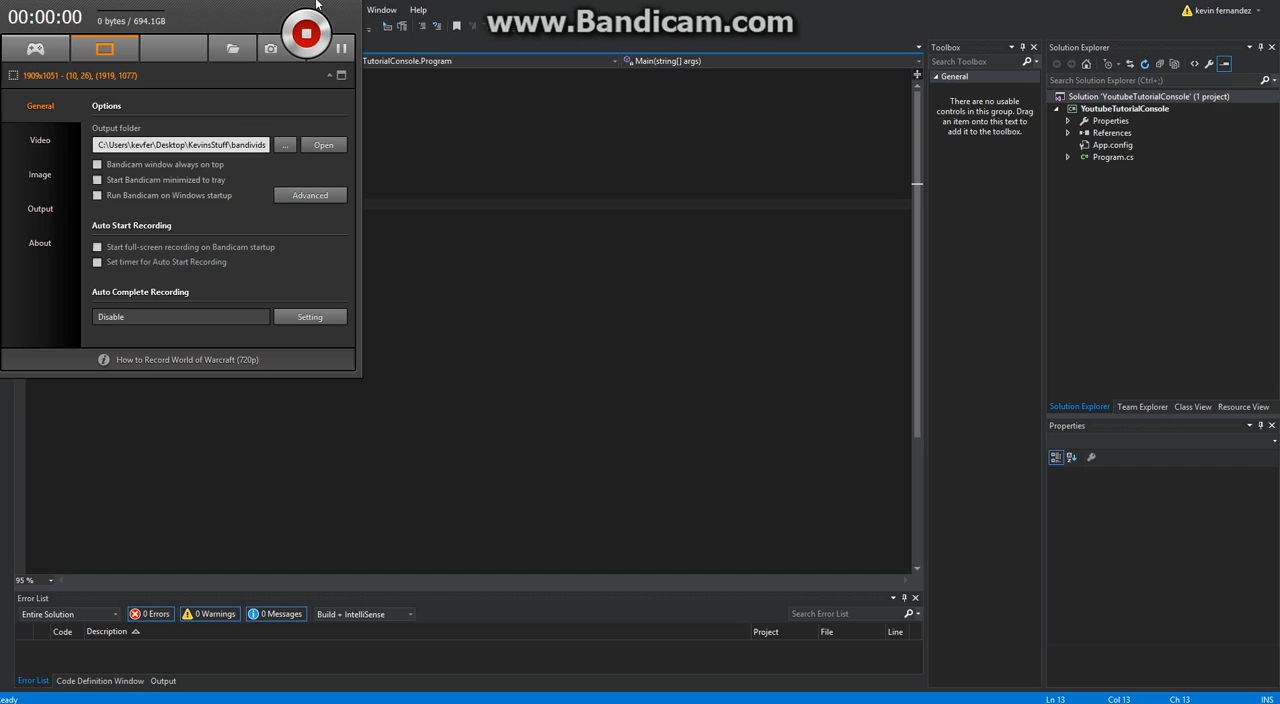 www.Bandicam.com
00:00:00
0 bytes / 694.1GB
1909x1051 - (10, 26), (1919, 1077)
General
Video
Image
Output
About
Options
Output folder
C:\Users\kevfer\Desktop\KevinsStuff\bandivids
...
Open
Bandicam window always on top
Start Bandicam minimized to tray
Run Bandicam on Windows startup
Advanced
Auto Start Recording
Start full-screen recording on Bandicam startup
Set timer for Auto Start Recording
Auto Complete Recording
Disable
Setting
How to Record World of Warcraft (720p)
Window
Help
kevin fernandez
TutorialConsole.Program
Main(string[] args)
Toolbox
Search Toolbox
General
There are no usable
controls in this group. Drag
an item onto this text to
add it to the toolbox.
Solution Explorer
Search Solution Explorer (Ctrl+;)
Solution 'YoutubeTutorialConsole' (1 project)
YoutubeTutorialConsole
Properties
References
App.config
Program.cs
Solution Explorer
Team Explorer
Class View
Resource View
Properties
95 %
Error List
Entire Solution
0 Errors
0 Warnings
0 Messages
Build + IntelliSense
Search Error List
Code
Description
Project
File
Line
Error List
Code Definition Window
Output
Ready
Ln 13
Col 13
Ch 13
INS